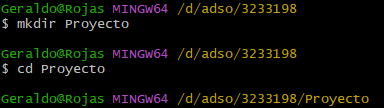 Geraldo@Rojas MINGW64 /d/adso/3233198
$ mkdir Proyecto
Geraldo@Rojas MINGW64 /d/adso/3233198
$ cd Proyecto
Geraldo@Rojas MINGW64 /d/adso/3233198/Proyecto